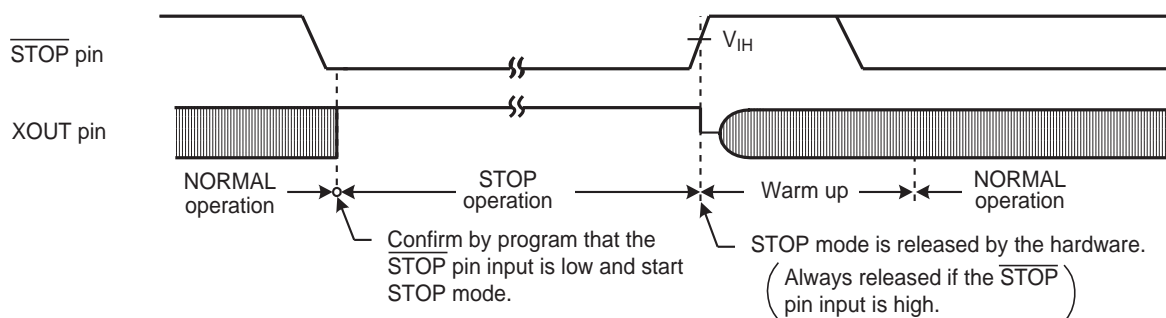 STOP pin
VIH
XOUT pin
NORMAL
operation
STOP
operation
Warm up
NORMAL
operation
Confirm by program that the
STOP pin input is low and start
STOP mode.
STOP mode is released by the hardware.
( Always released if the STOP
pin input is high. )